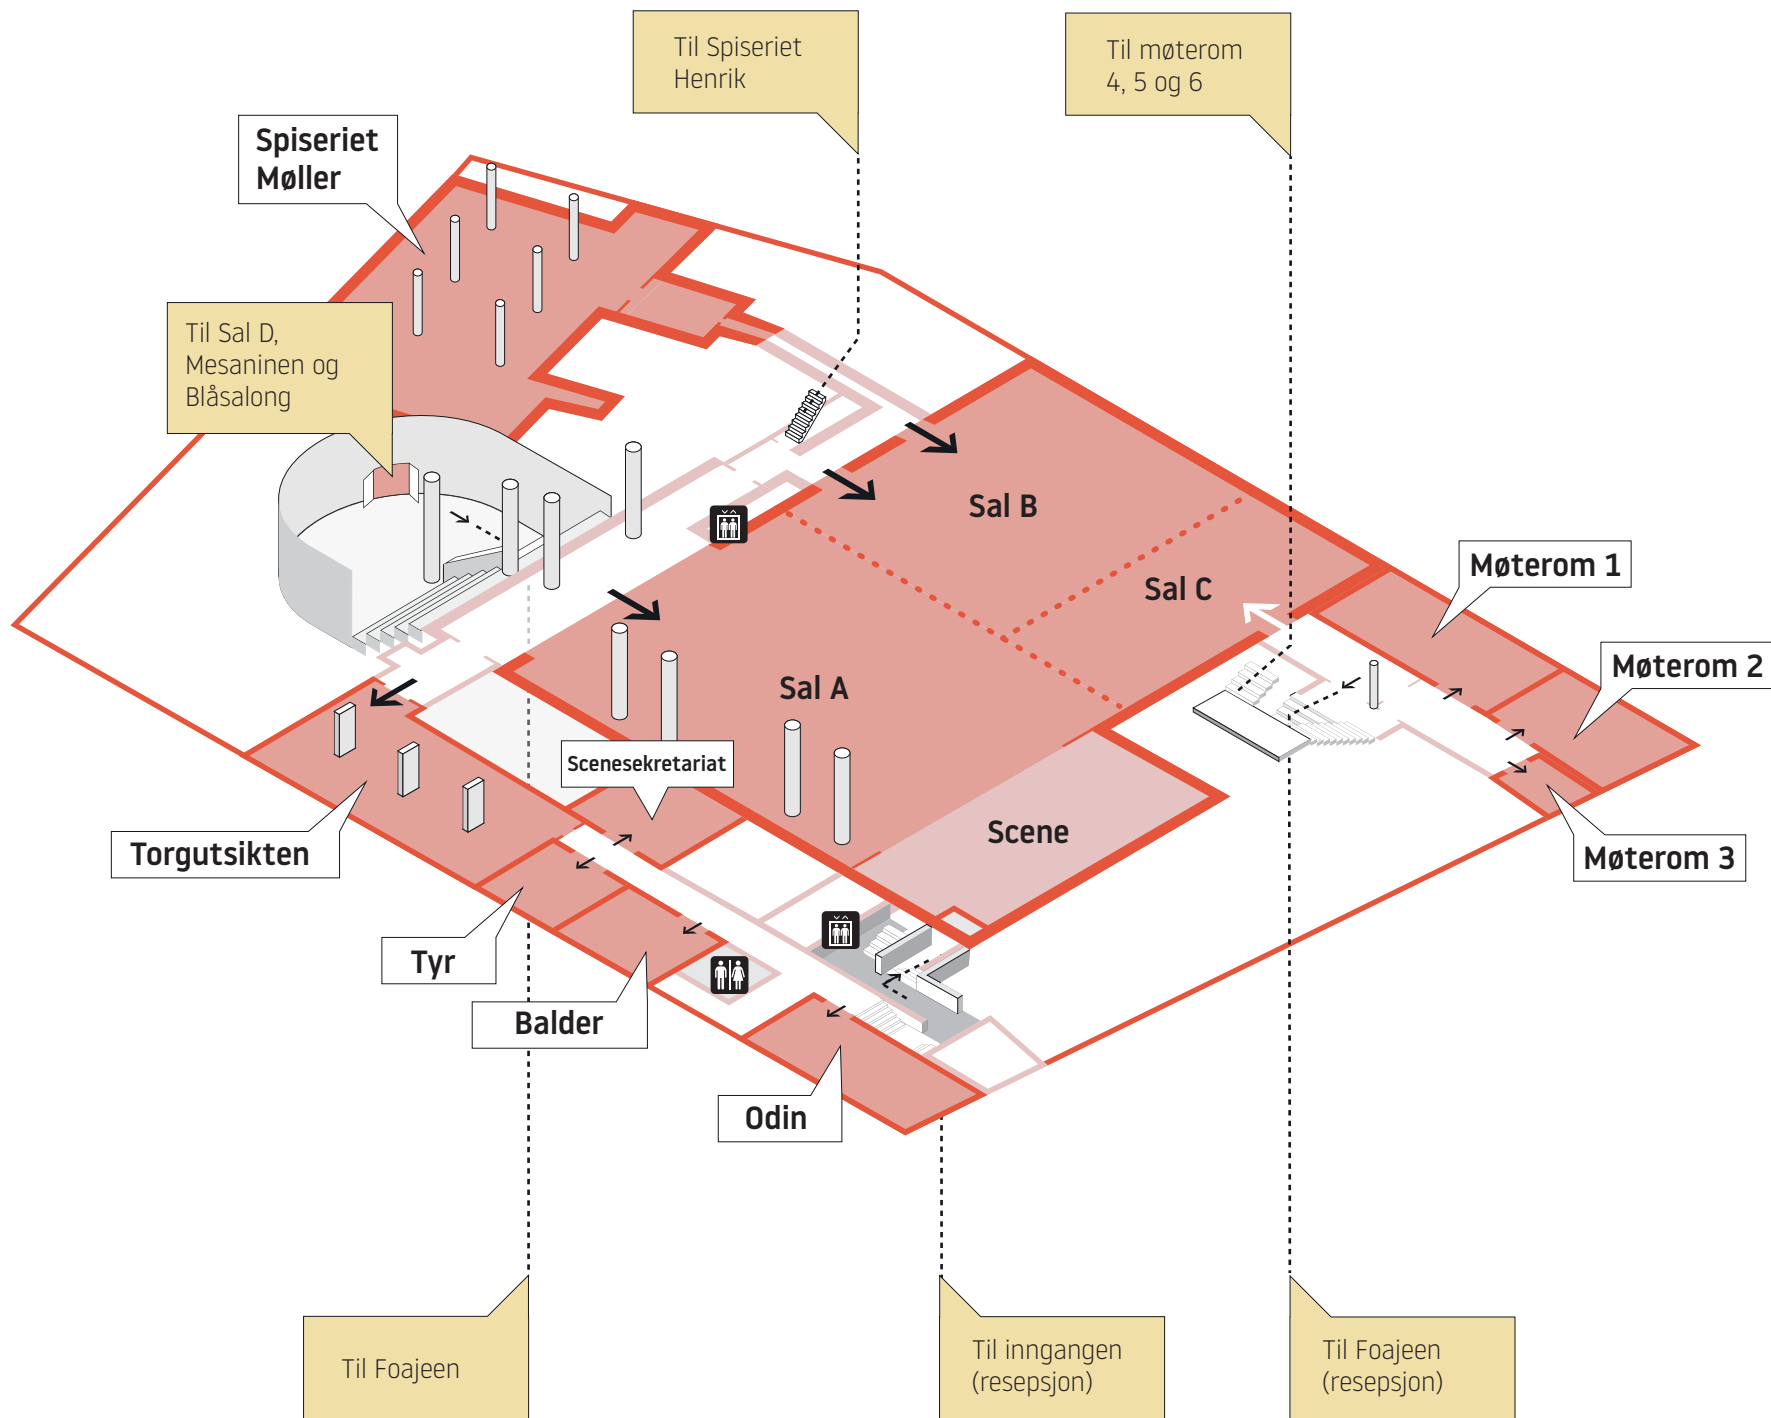 Til Spiseriet
Henrik
Til møterom
4, 5 og 6
Spiseriet
Møller
Til Sal D,
Mesaninen og
Blåsalong
Sal B
Sal C
Møterom 1
Møterom 2
Sal A
Scenesekretariat
Scene
Torgutsikten
Møterom 3
Tyr
Balder
Odin
Til Foajeen
Til inngangen
(resepsjon)
Til Foajeen
(resepsjon)